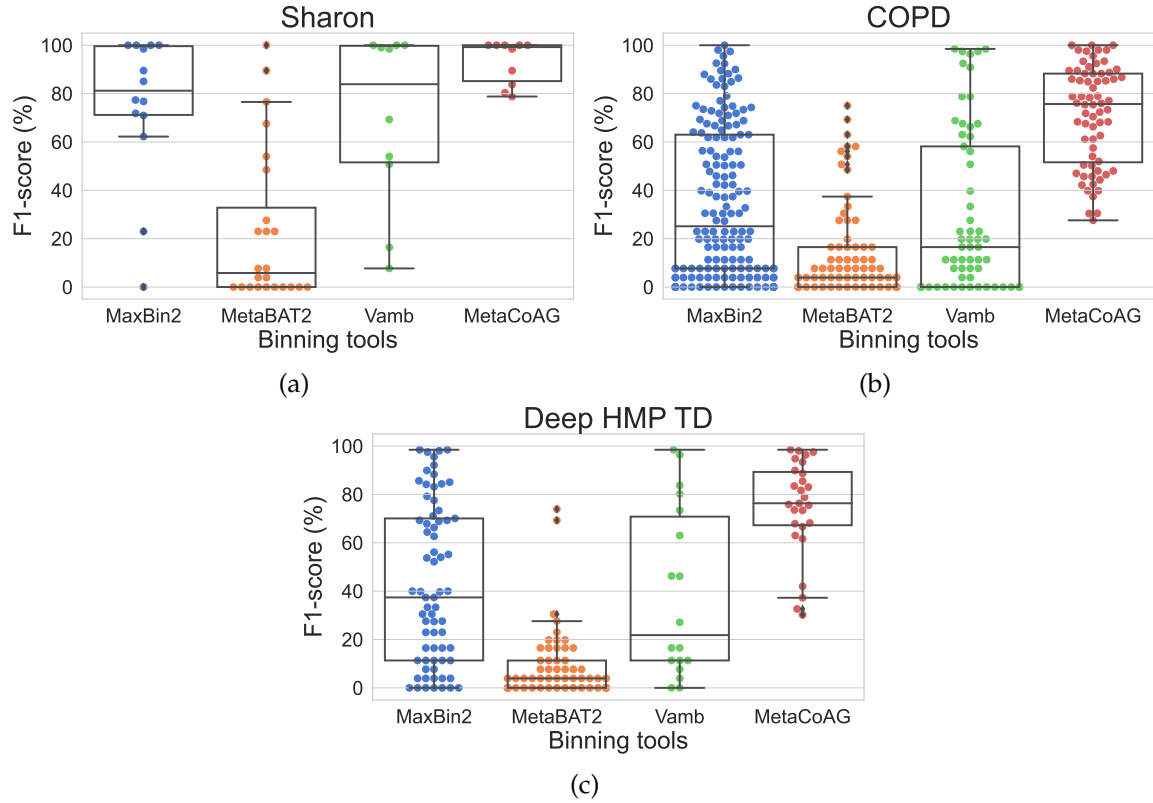 Sharon
F1-score (%)
100
80
60
40
20
0
MaxBin2 MetaBAT2 Vamb MetaCoAG
Binning tools
(a)
COPD
F1-score (%)
100
80
60
40
20
0
MaxBin2 MetaBAT2 Vamb MetaCoAG
Binning tools
(b)
Deep HMP TD
F1-score (%)
100
80
60
40
20
0
MaxBin2 MetaBAT2 Vamb MetaCoAG
Binning tools
(c)